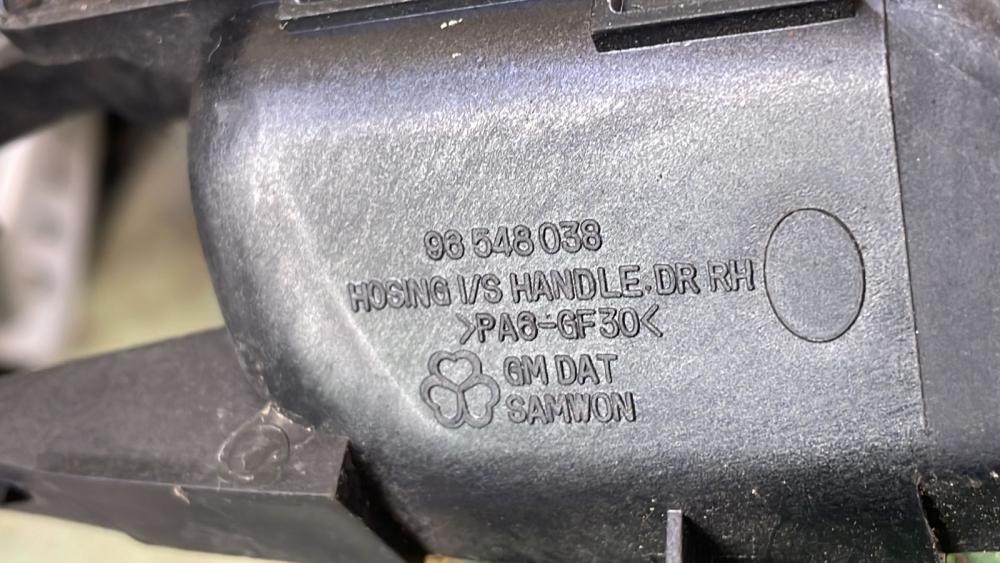 96 548 038
HOSING I/S HANDLE.DR RH
>PA6-GF30<
GM DAT
SAMWON